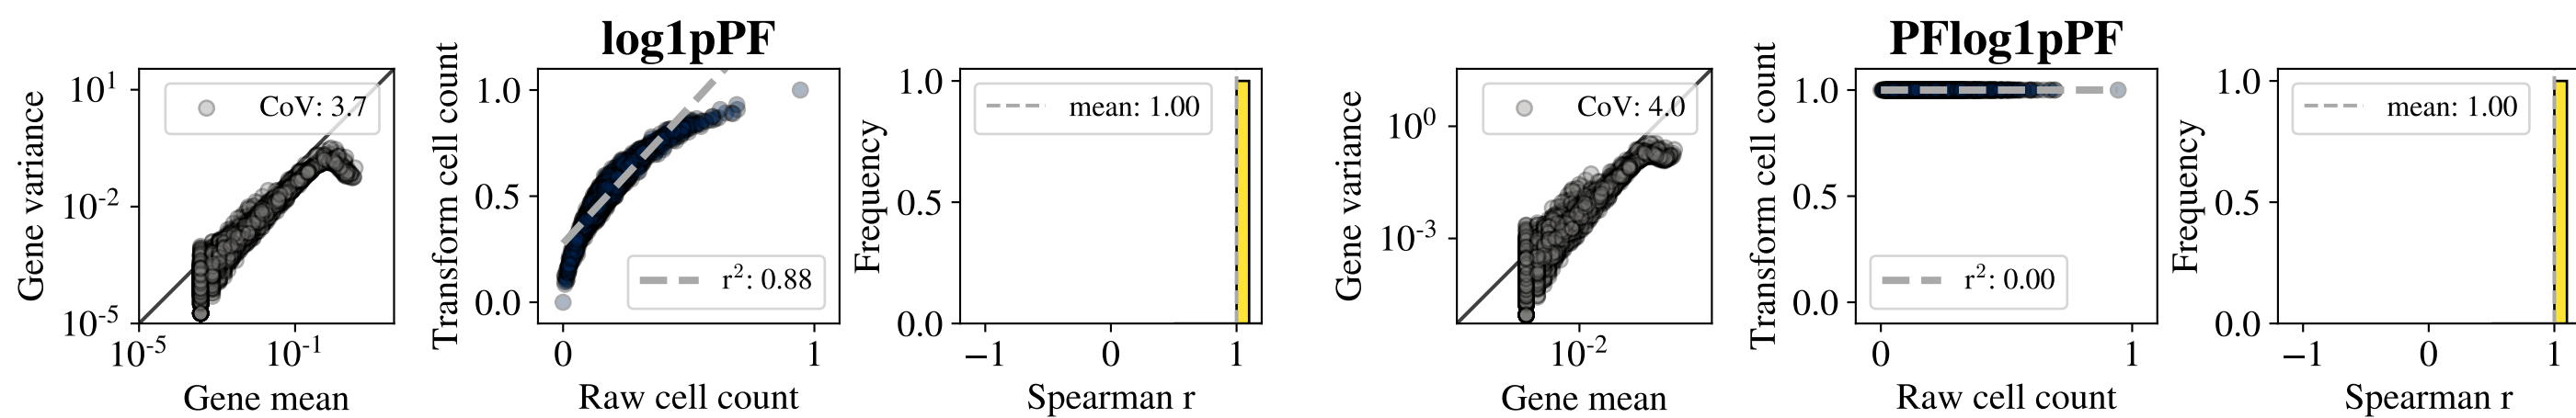 log1pPF
Gene variance
10^1
10^-2
10^-5
CoV: 3.7
10^-5
10^-1
Gene mean
Transform cell count
1.0
0.5
0.0
r²: 0.88
0
1
Raw cell count
Frequency
1.0
0.5
0.0
mean: 1.00
−1
0
1
Spearman r
PFlog1pPF
Gene variance
10^0
10^-3
CoV: 4.0
10^-2
Gene mean
Transform cell count
1.0
0.5
0.0
r²: 0.00
0
1
Raw cell count
Frequency
1.0
0.5
0.0
mean: 1.00
−1
0
1
Spearman r